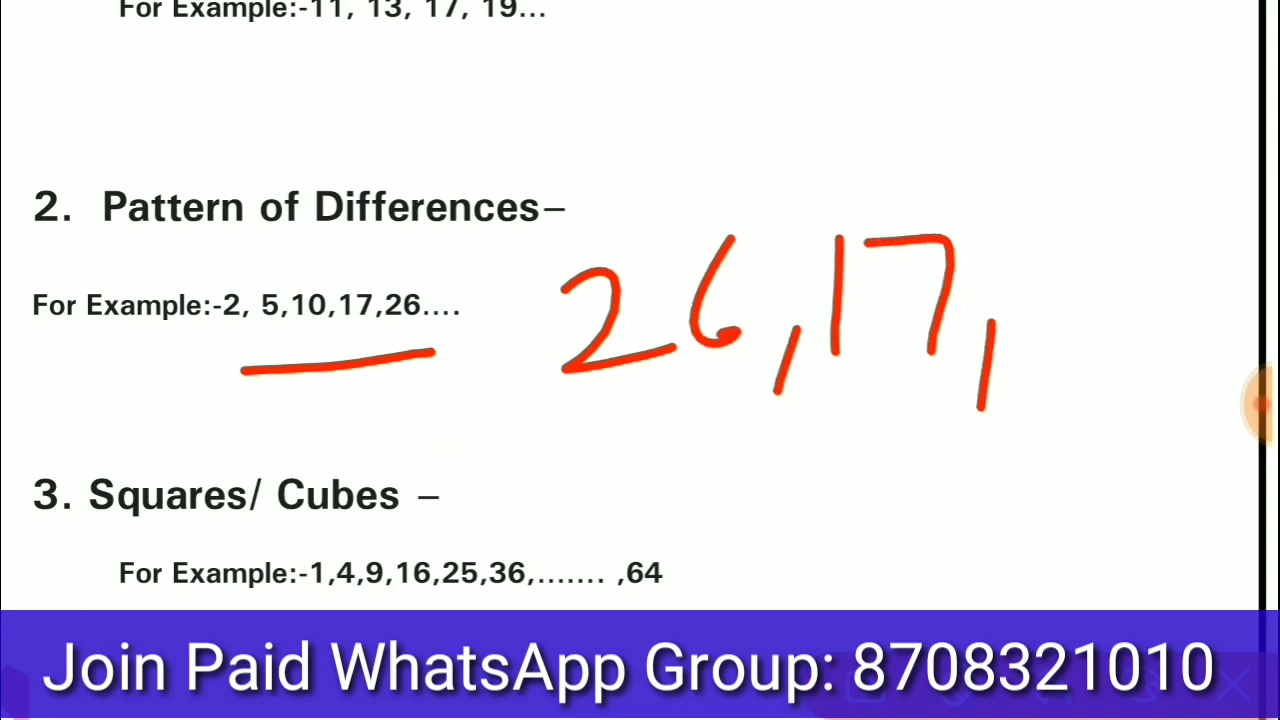 For Example:-11, 13, 17, 19...
2. Pattern of Differences–
For Example:-2, 5,10,17,26....
26,17,
3. Squares/ Cubes –
For Example:-1,4,9,16,25,36,....... ,64
Join Paid WhatsApp Group: 8708321010